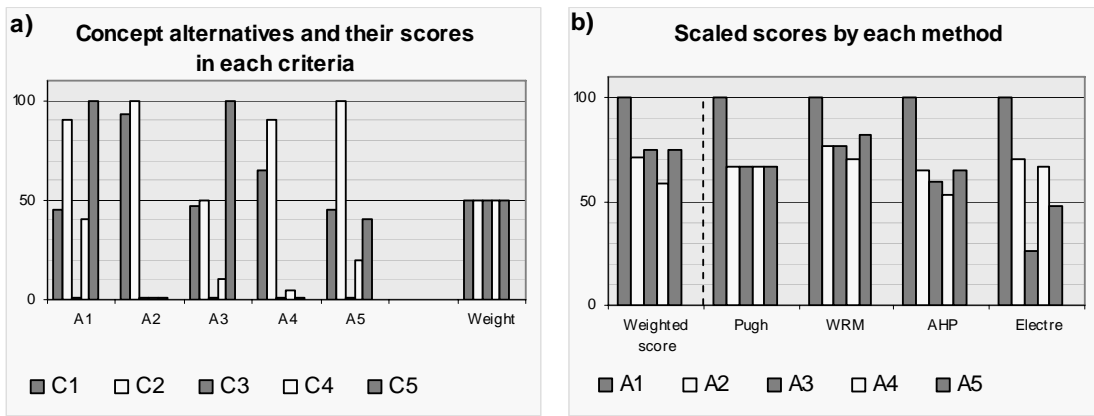 a)
Concept alternatives and their scores
in each criteria
100
50
0
A1 A2 A3 A4 A5 Weight
C1 C2 C3 C4 C5
b)
Scaled scores by each method
100
50
0
Weighted score Pugh WRM AHP Electre
A1 A2 A3 A4 A5